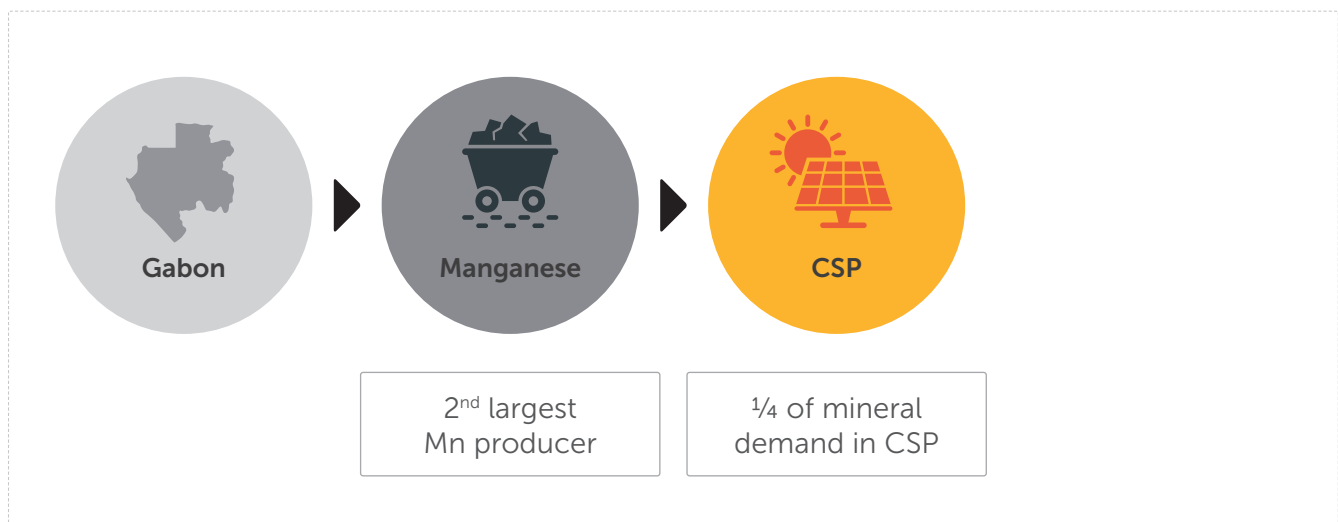 Gabon
Manganese
CSP
2nd largest
Mn producer
¼ of mineral
demand in CSP